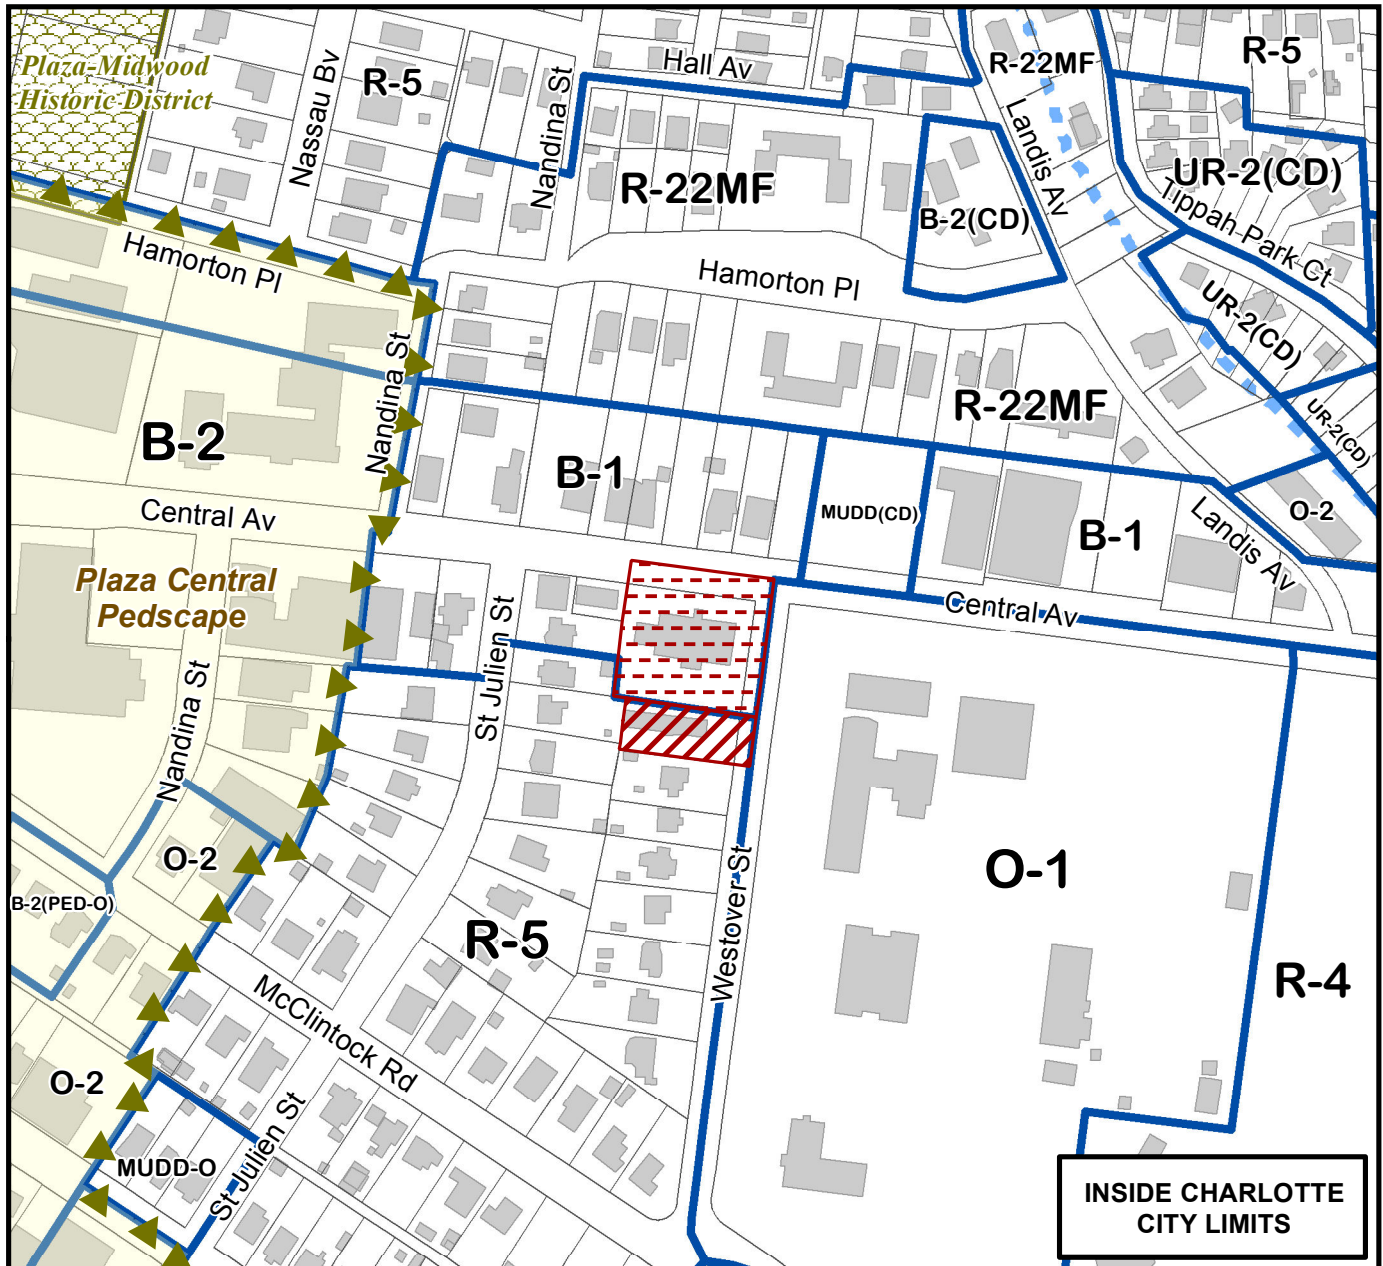 Plaza-Midwood
Historic District
Nassau Bv
R-5
Nandina St
Hall Av
R-22MF
R-5
Landis Av
UR-2(CD)
Tippah Park Ct
R-22MF
B-2(CD)
Hamorton Pl
Hamorton Pl
UR-2(CD)
Nandina St
B-2
R-22MF
UR-2(CD)
B-1
MUDD(CD)
B-1
Landis Av
O-2
Central Av
Plaza Central
Pedscape
Central Av
St Julien St
Nandina St
O-2
B-2(PED-O)
R-5
Westover St
O-1
R-4
McClintock Rd
O-2
MUDD-O
St Julien St
INSIDE CHARLOTTE
CITY LIMITS